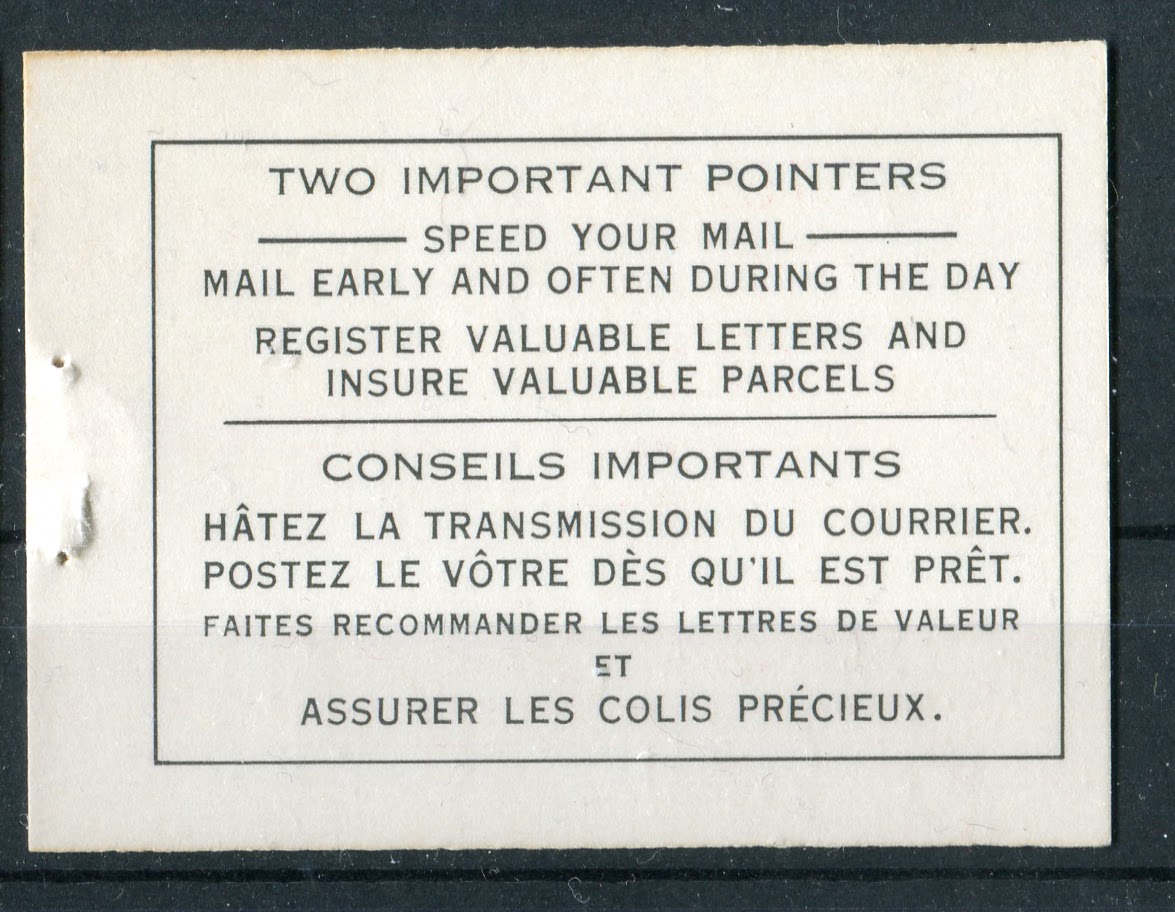 TWO IMPORTANT POINTERS
SPEED YOUR MAIL
MAIL EARLY AND OFTEN DURING THE DAY
REGISTER VALUABLE LETTERS AND
INSURE VALUABLE PARCELS
CONSEILS IMPORTANTS
HÂTEZ LA TRANSMISSION DU COURRIER.
POSTEZ LE VÔTRE DÈS QU'IL EST PRÊT.
FAITES RECOMMANDER LES LETTRES DE VALEUR
ET
ASSURER LES COLIS PRÉCIEUX.